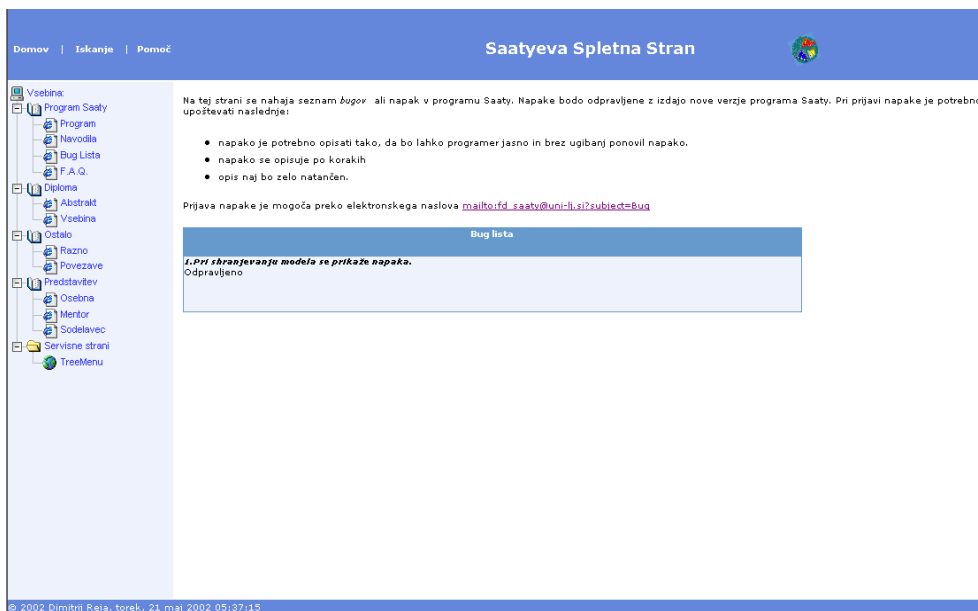 Domov | Iskanje | Pomoč
Saatyeva Spletna Stran
Vsebina:
Program Saaty
Program
Navodila
Bug Lista
F.A.Q.
Diploma
Abstrakt
Vsebina
Ostalo
Razno
Povezave
Predstavitev
Osebna
Mentor
Sodelavec
Servisne strani
TreeMenu
Na tej strani se nahaja seznam bugov ali napak v programu Saaty. Napake bodo odpravljene z izdajo nove verzje programa Saaty. Pri prijavi napake je potrebno
upoštevati naslednje:
napako je potrebno opisati tako, da bo lahko programer jasno in brez ugibanj ponovil napako.
napako se opisuje po korakih
opis naj bo zelo natančen.
Prijava napake je mogoča preko elektronskega naslova mailto:fd_saaty@uni-lj.si?subject=Bug
Bug lista
1.Pri shranjevanju modela se prikaže napaka.
Odpravljeno
© 2002 Dimitrij Reja, torek, 21 maj 2002 05:37:15